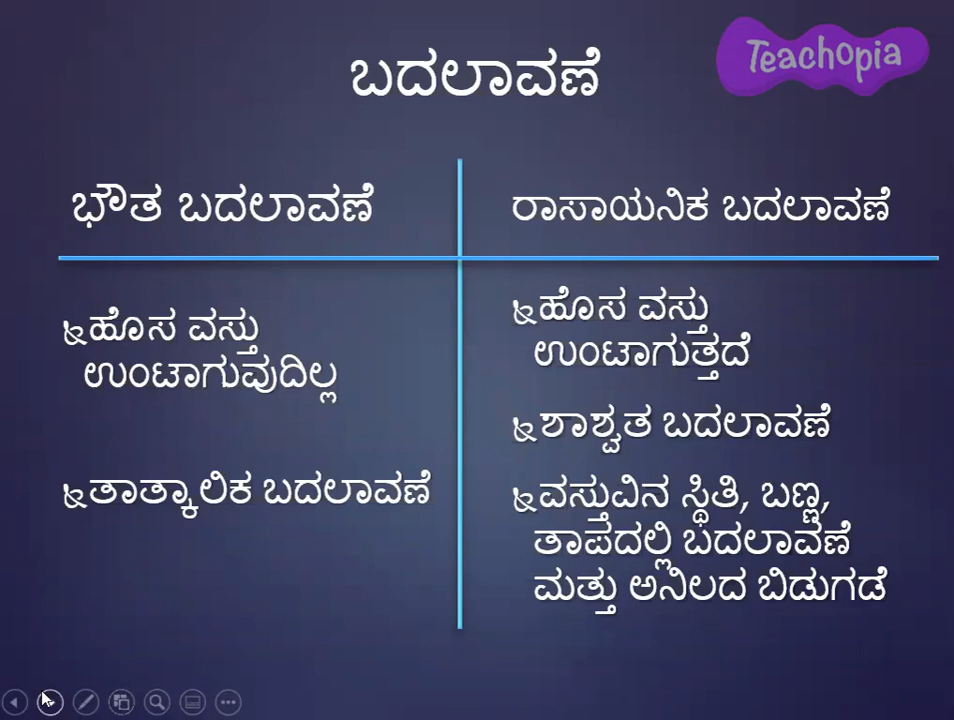 ಬದಲಾವಣೆ
Teachopia
ಭೌತ ಬದಲಾವಣೆ
ಹೊಸ ವಸ್ತು
ಉಂಟಾಗುವುದಿಲ್ಲ
ತಾತ್ಕಾಲಿಕ ಬದಲಾವಣೆ
ರಾಸಾಯನಿಕ ಬದಲಾವಣೆ
ಹೊಸ ವಸ್ತು
ಉಂಟಾಗುತ್ತದೆ
ಶಾಶ್ವತ ಬದಲಾವಣೆ
ವಸ್ತುವಿನ ಸ್ಥಿತಿ, ಬಣ್ಣ,
ತಾಪದಲ್ಲಿ ಬದಲಾವಣೆ
ಮತ್ತು ಅನಿಲದ ಬಿಡುಗಡೆ